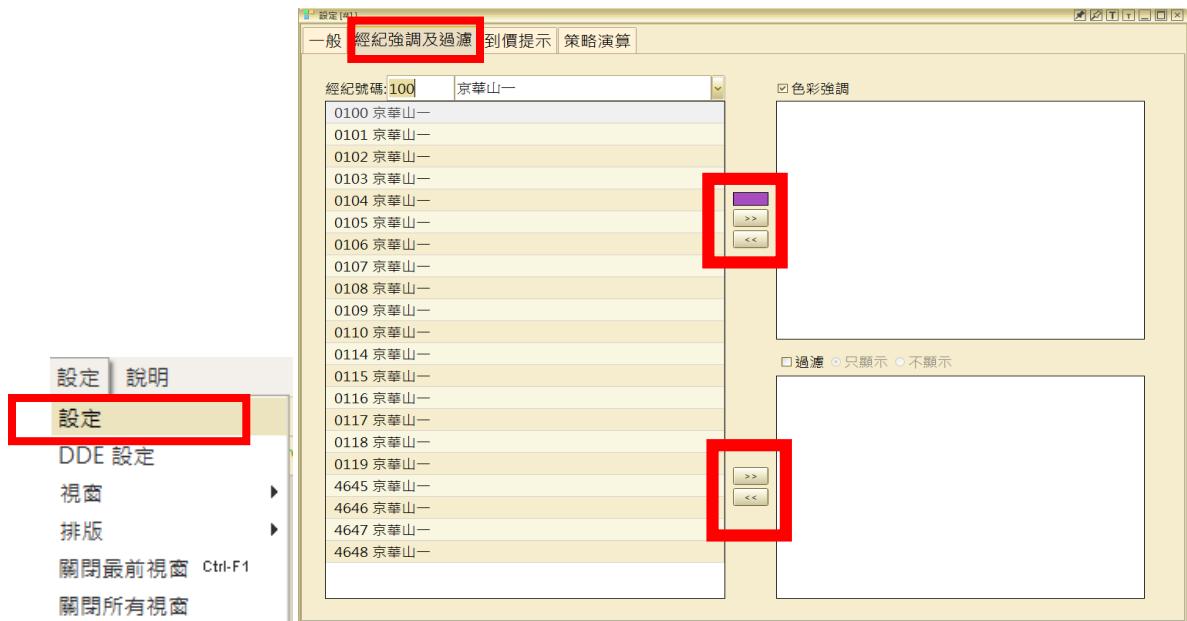 設定 [#1]
一般 經紀強調及過濾 到價提示 策略演算
經紀號碼:100 京華山一
色彩強調
0100 京華山一
0101 京華山一
0102 京華山一
0103 京華山一
0104 京華山一
0105 京華山一
0106 京華山一
0107 京華山一
0108 京華山一
0109 京華山一
0110 京華山一
0114 京華山一
0115 京華山一
0116 京華山一
0117 京華山一
0118 京華山一
0119 京華山一
4645 京華山一
4646 京華山一
4647 京華山一
4648 京華山一
>>
<<
過濾 只顯示 不顯示
>>
<<
設定 說明
設定
DDE 設定
視窗
排版
關閉最前視窗 Ctrl-F1
關閉所有視窗